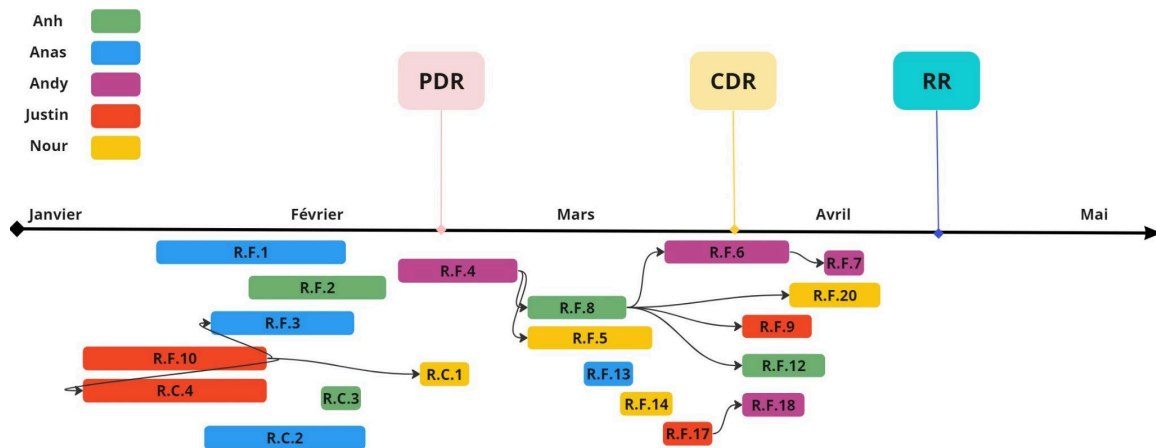 Anh
Anas
Andy
Justin
Nour
PDR
CDR
RR
Janvier
Février
Mars
Avril
Mai
R.F.1
R.F.6
R.F.7
R.F.4
R.F.2
R.F.20
R.F.8
R.F.3
R.F.9
R.F.5
R.F.10
R.F.12
R.C.1
R.F.13
R.C.4
R.C.3
R.F.14
R.F.18
R.C.2
R.F.17